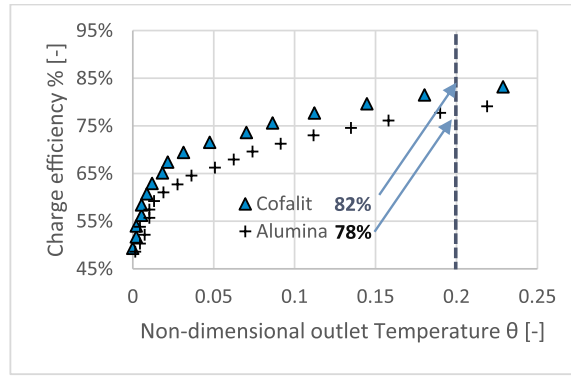 95%
85%
75%
65%
55%
45%
Charge efficiency % [-]
Cofalit 82%
Alumina 78%
0 0.05 0.1 0.15 0.2 0.25
Non-dimensional outlet Temperature θ [-]